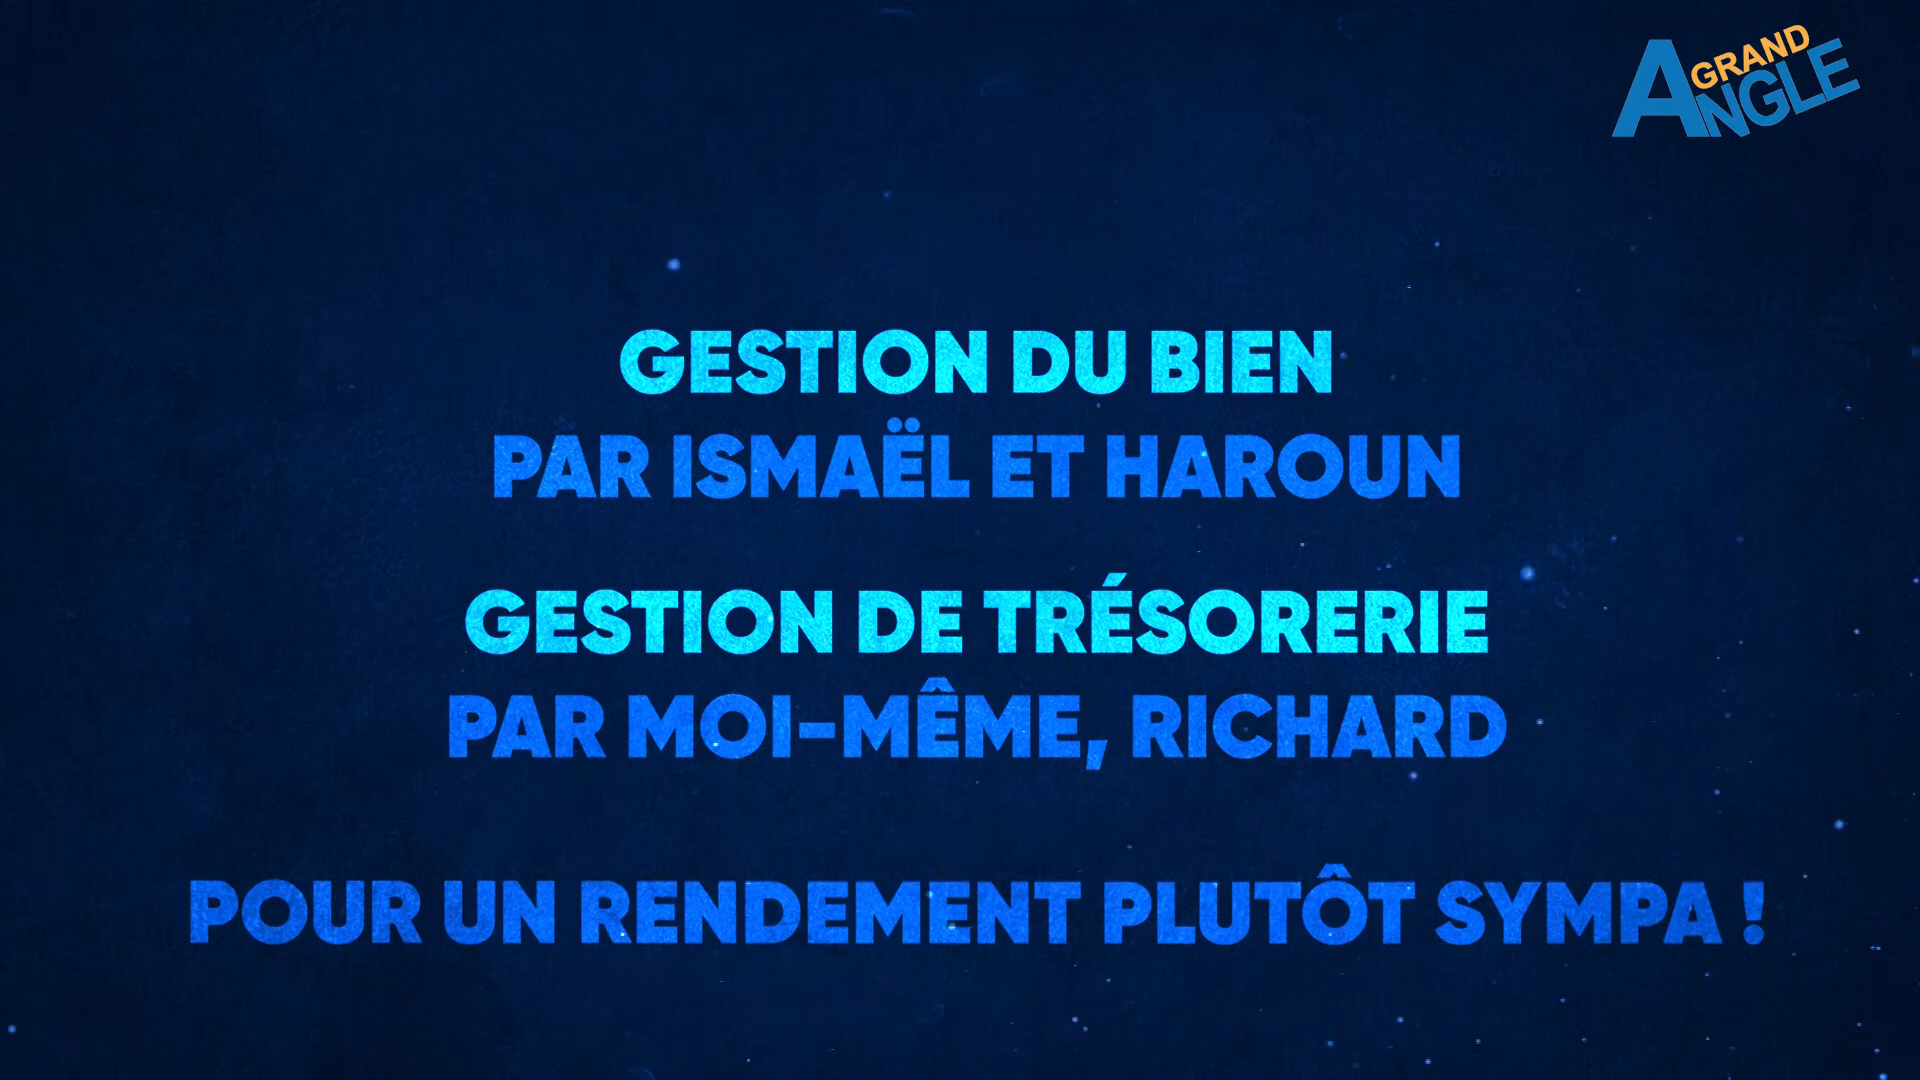 GRAND
ANGLE
GESTION DU BIEN
PAR ISMAËL ET HAROUN
GESTION DE TRÉSORERIE
PAR MOI-MÊME, RICHARD
POUR UN RENDEMENT PLUTÔT SYMPA !